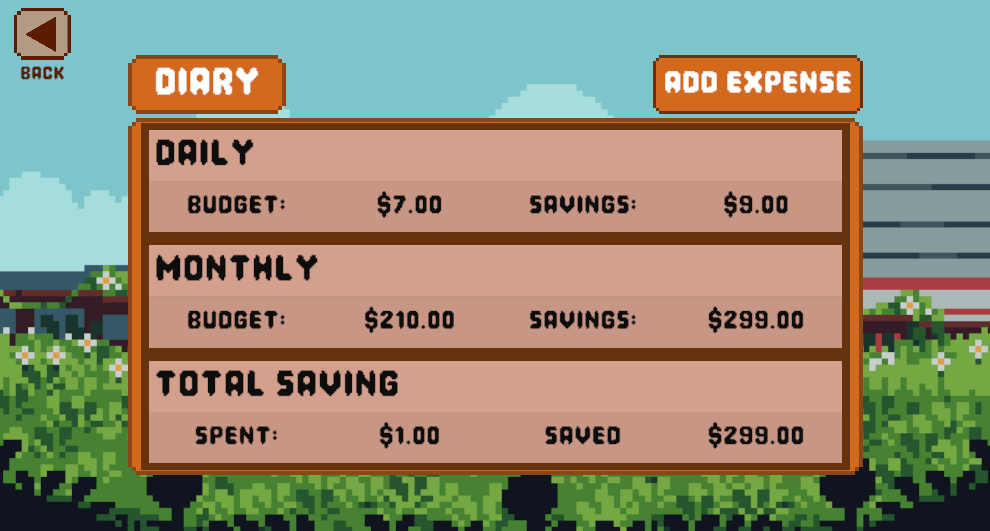 BACK
DIARY
ADD EXPENSE
DAILY
BUDGET: $7.00 SAVINGS: $9.00
MONTHLY
BUDGET: $210.00 SAVINGS: $299.00
TOTAL SAVING
SPENT: $1.00 SAVED $299.00